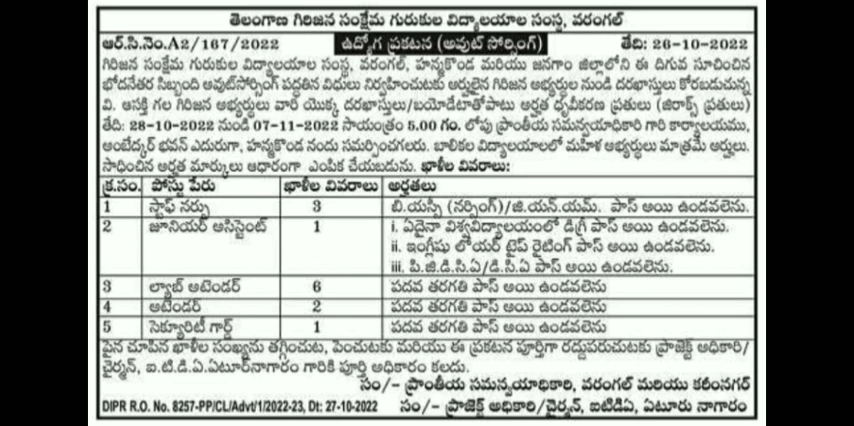 తెలంగాణ గిరిజన సంక్షేమ గురుకుల విద్యాలయాల సంస్థ, వరంగల్
ఆర్.సి.నెం.A2/167/2022 ఉద్యోగ ప్రకటన (అవుట్ సోర్సింగ్) తేది: 26-10-2022
గిరిజన సంక్షేమ గురుకుల విద్యాలయాల సంస్థ, వరంగల్, హన్మకొండ మరియు జనగాం జిల్లాలోని ఈ దిగువ సూచించిన
భోదనేతర సిబ్బంది అవుట్‌సోర్సింగ్ పద్ధతిన విధులు నిర్వహించుటకు అర్హులైన గిరిజన అభ్యర్థుల నుండి దరఖాస్తులు కోరబడుచున్న
వి. ఆసక్తి గల గిరిజన అభ్యర్థులు వారి యొక్క దరఖాస్తులు/బయోడేటాతోపాటు అర్హత ధృవీకరణ ప్రతులు (జిరాక్స్ ప్రతులు)
తేది: 28-10-2022 నుండి 07-11-2022 సాయంత్రం 5.00 గం. లోపు ప్రాంతీయ సమన్వయాధికారి గారి కార్యాలయము,
అంబేద్కర్ భవన్ ఎదురుగా, హన్మకొండ నందు సమర్పించగలరు. బాలికల విద్యాలయాలలో మహిళ అభ్యర్థులు మాత్రమే అర్హులు.
సాధించిన అర్హత మార్కులు ఆధారంగా ఎంపిక చేయబడును. ఖాళీల వివరాలు:
క్ర.సం. పోస్టు పేరు ఖాళీల వివరాలు అర్హతలు
1 స్టాఫ్ నర్సు 3 బి.యస్సి (నర్సింగ్)/జి.యన్.యమ్. పాస్ అయి ఉండవలెను.
2 జూనియర్ అసిస్టెంట్ 1 i. ఏదైనా విశ్వవిద్యాలయంలో డిగ్రీ పాస్ అయి ఉండవలెను.
ii. ఇంగ్లీషు లోయర్ టైప్ రైటింగ్ పాస్ అయి ఉండవలెను.
iii. పి.జి.డి.సి.ఏ/డి.సి.ఏ పాస్ అయి ఉండవలెను.
3 ల్యాబ్ అటెండర్ 6 పదవ తరగతి పాస్ అయి ఉండవలెను
4 అటెండర్ 2 పదవ తరగతి పాస్ అయి ఉండవలెను
5 సెక్యూరిటీ గార్డ్ 1 పదవ తరగతి పాస్ అయి ఉండవలెను
పైన చూపిన ఖాళీల సంఖ్యను తగ్గించుట, పెంచుటకు మరియు ఈ ప్రకటన పూర్తిగా రద్దుపరుచుటకు ప్రాజెక్ట్ అధికారి/
చైర్మన్, ఐ.టి.డి.ఏ.ఏటూర్‌నాగారం గారికి పూర్తి అధికారం కలదు.
సం/- ప్రాంతీయ సమన్వయాధికారి, వరంగల్ మరియు కరీంనగర్
DIPR R.O. No. 8257-PP/CL/Advt/1/2022-23, Dt: 27-10-2022 సం/- ప్రాజెక్ట్ అధికారి/చైర్మన్, ఐటిడిఏ, ఏటూరు నాగారం